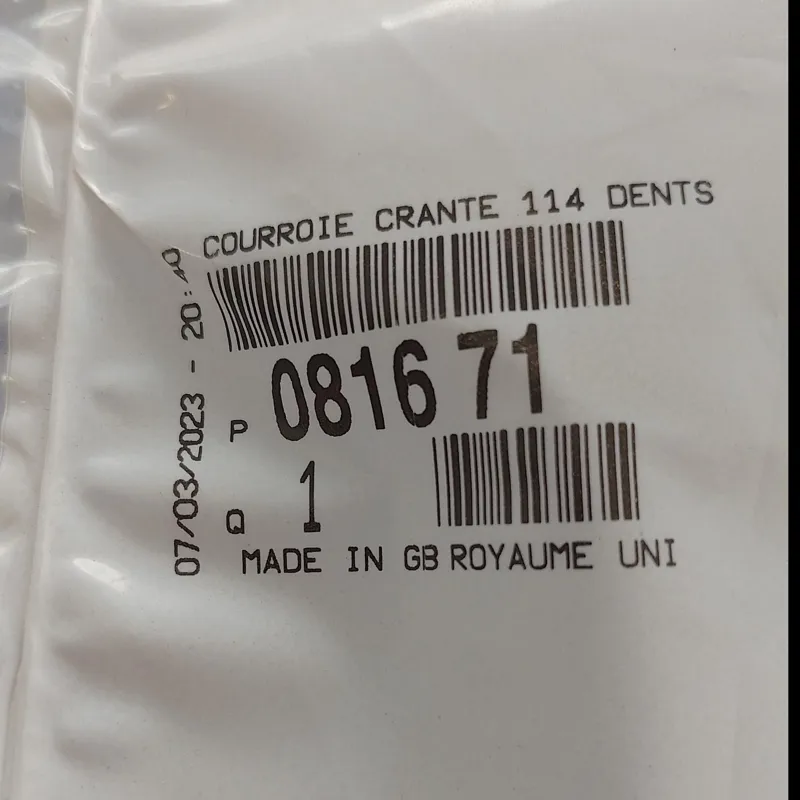 COURROIE CRANTE 114 DENTS
07/03/2023 - 20:40
P 0816 71
Q 1
MADE IN GB ROYAUME UNI